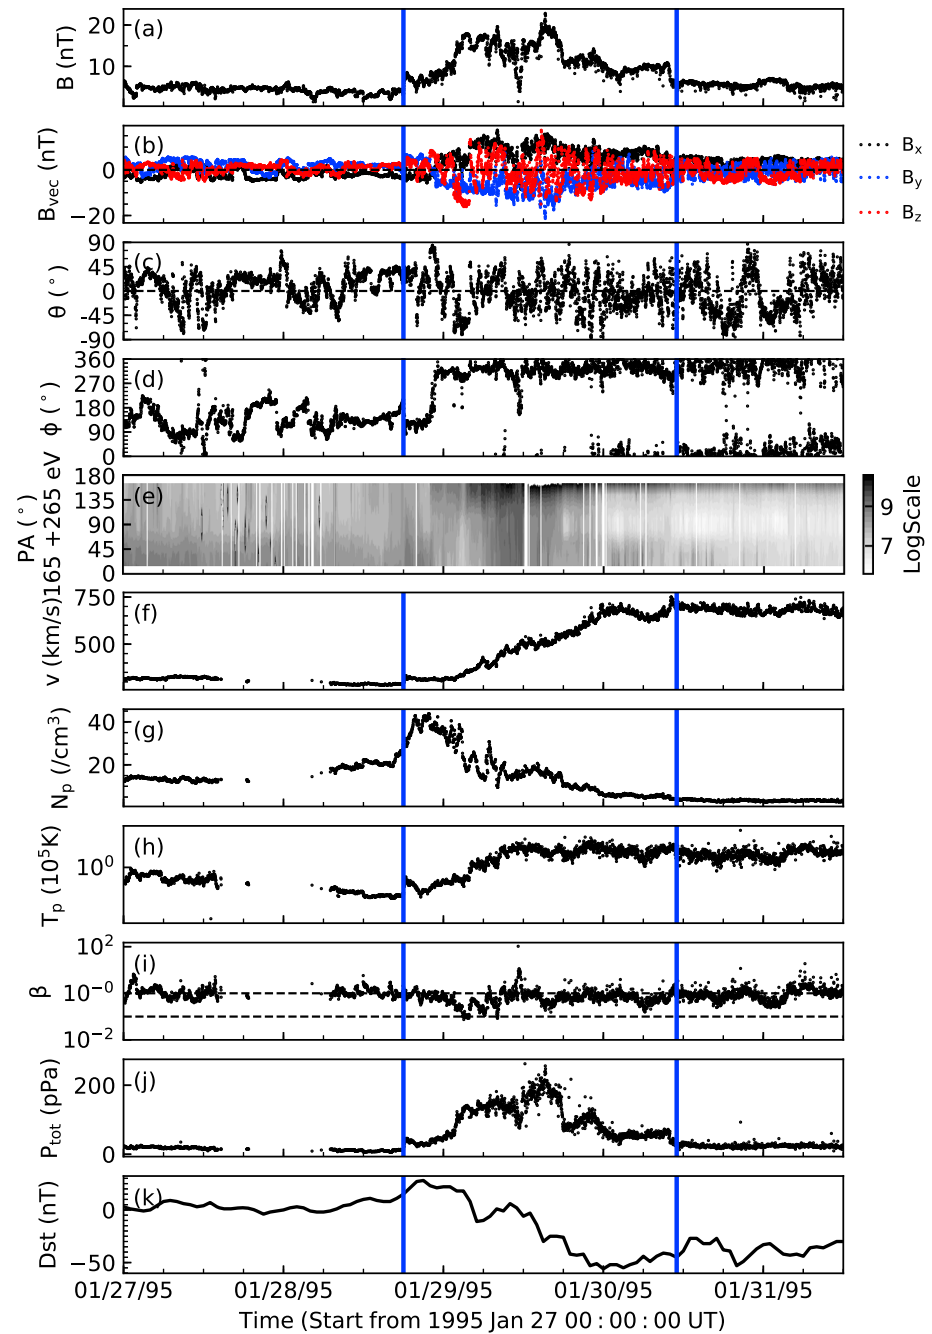 (a)
B (nT)
20
10
(b)
B_vec (nT)
0
−20
B_x
B_y
B_z
(c)
θ ( ° )
90
45
0
-45
-90
(d)
ϕ ( ° )
360
270
180
90
0
(e)
PA ( ° )
165 +265 eV
180
135
90
45
0
9
7
LogScale
(f)
v (km/s)
750
500
(g)
N_p (/cm³)
40
20
(h)
T_p (10⁵K)
10⁰
(i)
β
10²
10⁻⁰
10⁻²
(j)
P_tot (pPa)
200
0
(k)
Dst (nT)
0
−50
01/27/95 01/28/95 01/29/95 01/30/95 01/31/95
Time (Start from 1995 Jan 27 00 : 00 : 00 UT)